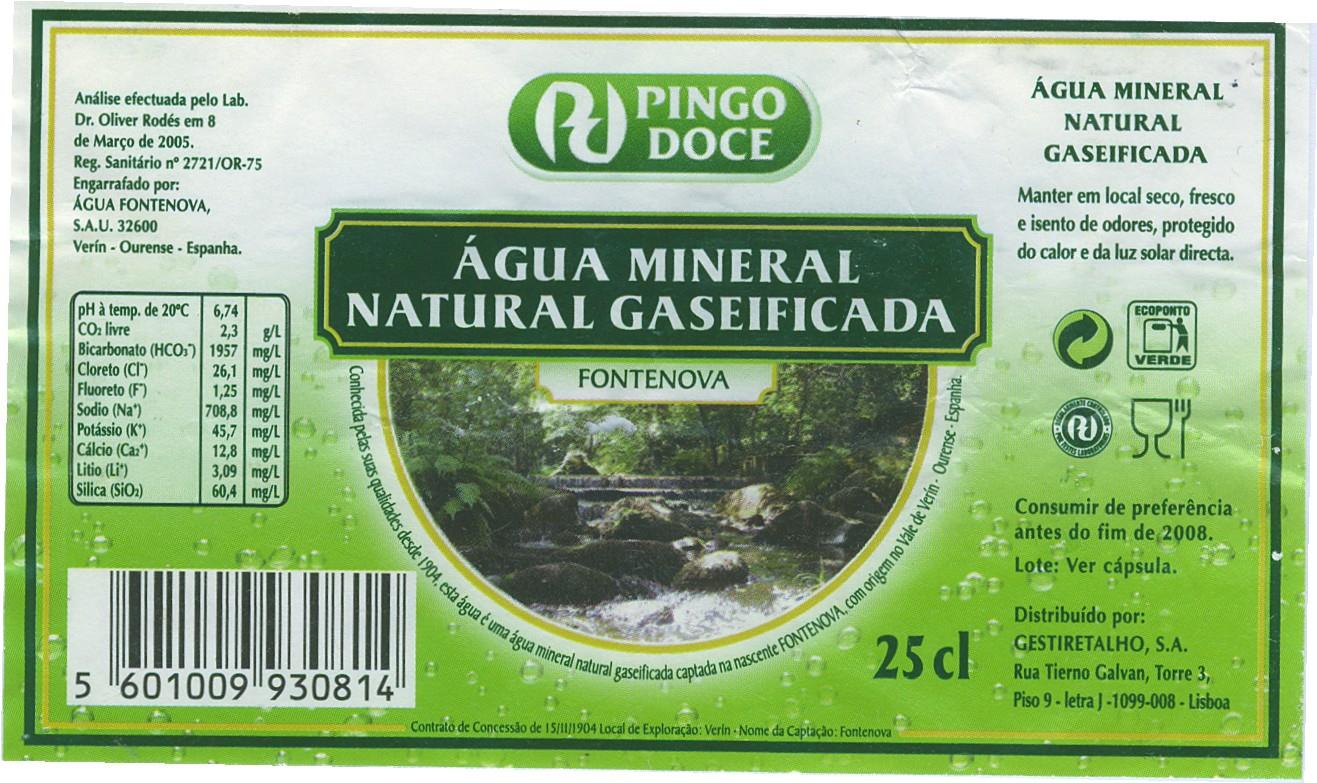 Análise efectuada pelo Lab.
Dr. Oliver Rodés em 8
de Março de 2005.
Reg. Sanitário nº 2721/OR-75
Engarrafado por:
ÁGUA FONTENOVA,
S.A.U. 32600
Verín - Ourense - Espanha.
pH à temp. de 20ºC 6,74
CO₂ livre 2,3 g/L
Bicarbonato (HCO₃⁻) 1957 mg/L
Cloreto (Cl⁻) 26,1 mg/L
Fluoreto (F⁻) 1,25 mg/L
Sodio (Na⁺) 708,8 mg/L
Potássio (K⁺) 45,7 mg/L
Cálcio (Ca₂⁺) 12,8 mg/L
Litio (Li⁺) 3,09 mg/L
Silica (SiO₂) 60,4 mg/L
5 601009 930814
PINGO
DOCE
ÁGUA MINERAL
NATURAL GASEIFICADA
FONTENOVA
Conhecida pelas suas qualidades desde 1904, esta água é uma água mineral natural gaseificada captada na nascente FONTENOVA, com origem no Vale de Verín - Ourense - Espanha.
25 cl
Contrato de Concessão de 15/II/1904 Local de Exploração: Verín - Nome da Captação: Fontenova
ÁGUA MINERAL
NATURAL
GASEIFICADA
Manter em local seco, fresco
e isento de odores, protegido
do calor e da luz solar directa.
ECOPONTO
VERDE
Consumir de preferência
antes do fim de 2008.
Lote: Ver cápsula.
Distribuído por:
GESTIRETALHO, S.A.
Rua Tierno Galvan, Torre 3,
Piso 9 - letra J -1099-008 - Lisboa